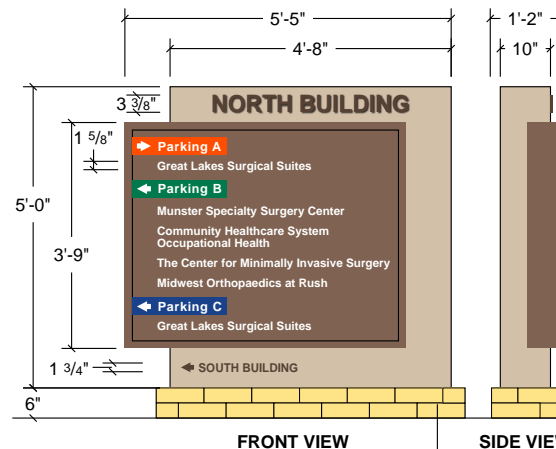 5'-5"
1'-2"
4'-8"
10"
3 3/8"
NORTH BUILDING
1 5/8"
Parking A
Great Lakes Surgical Suites
Parking B
5'-0"
Munster Specialty Surgery Center
Community Healthcare System
Occupational Health
3'-9"
The Center for Minimally Invasive Surgery
Midwest Orthopaedics at Rush
Parking C
Great Lakes Surgical Suites
1 3/4"
SOUTH BUILDING
6"
FRONT VIEW
SIDE VIEW